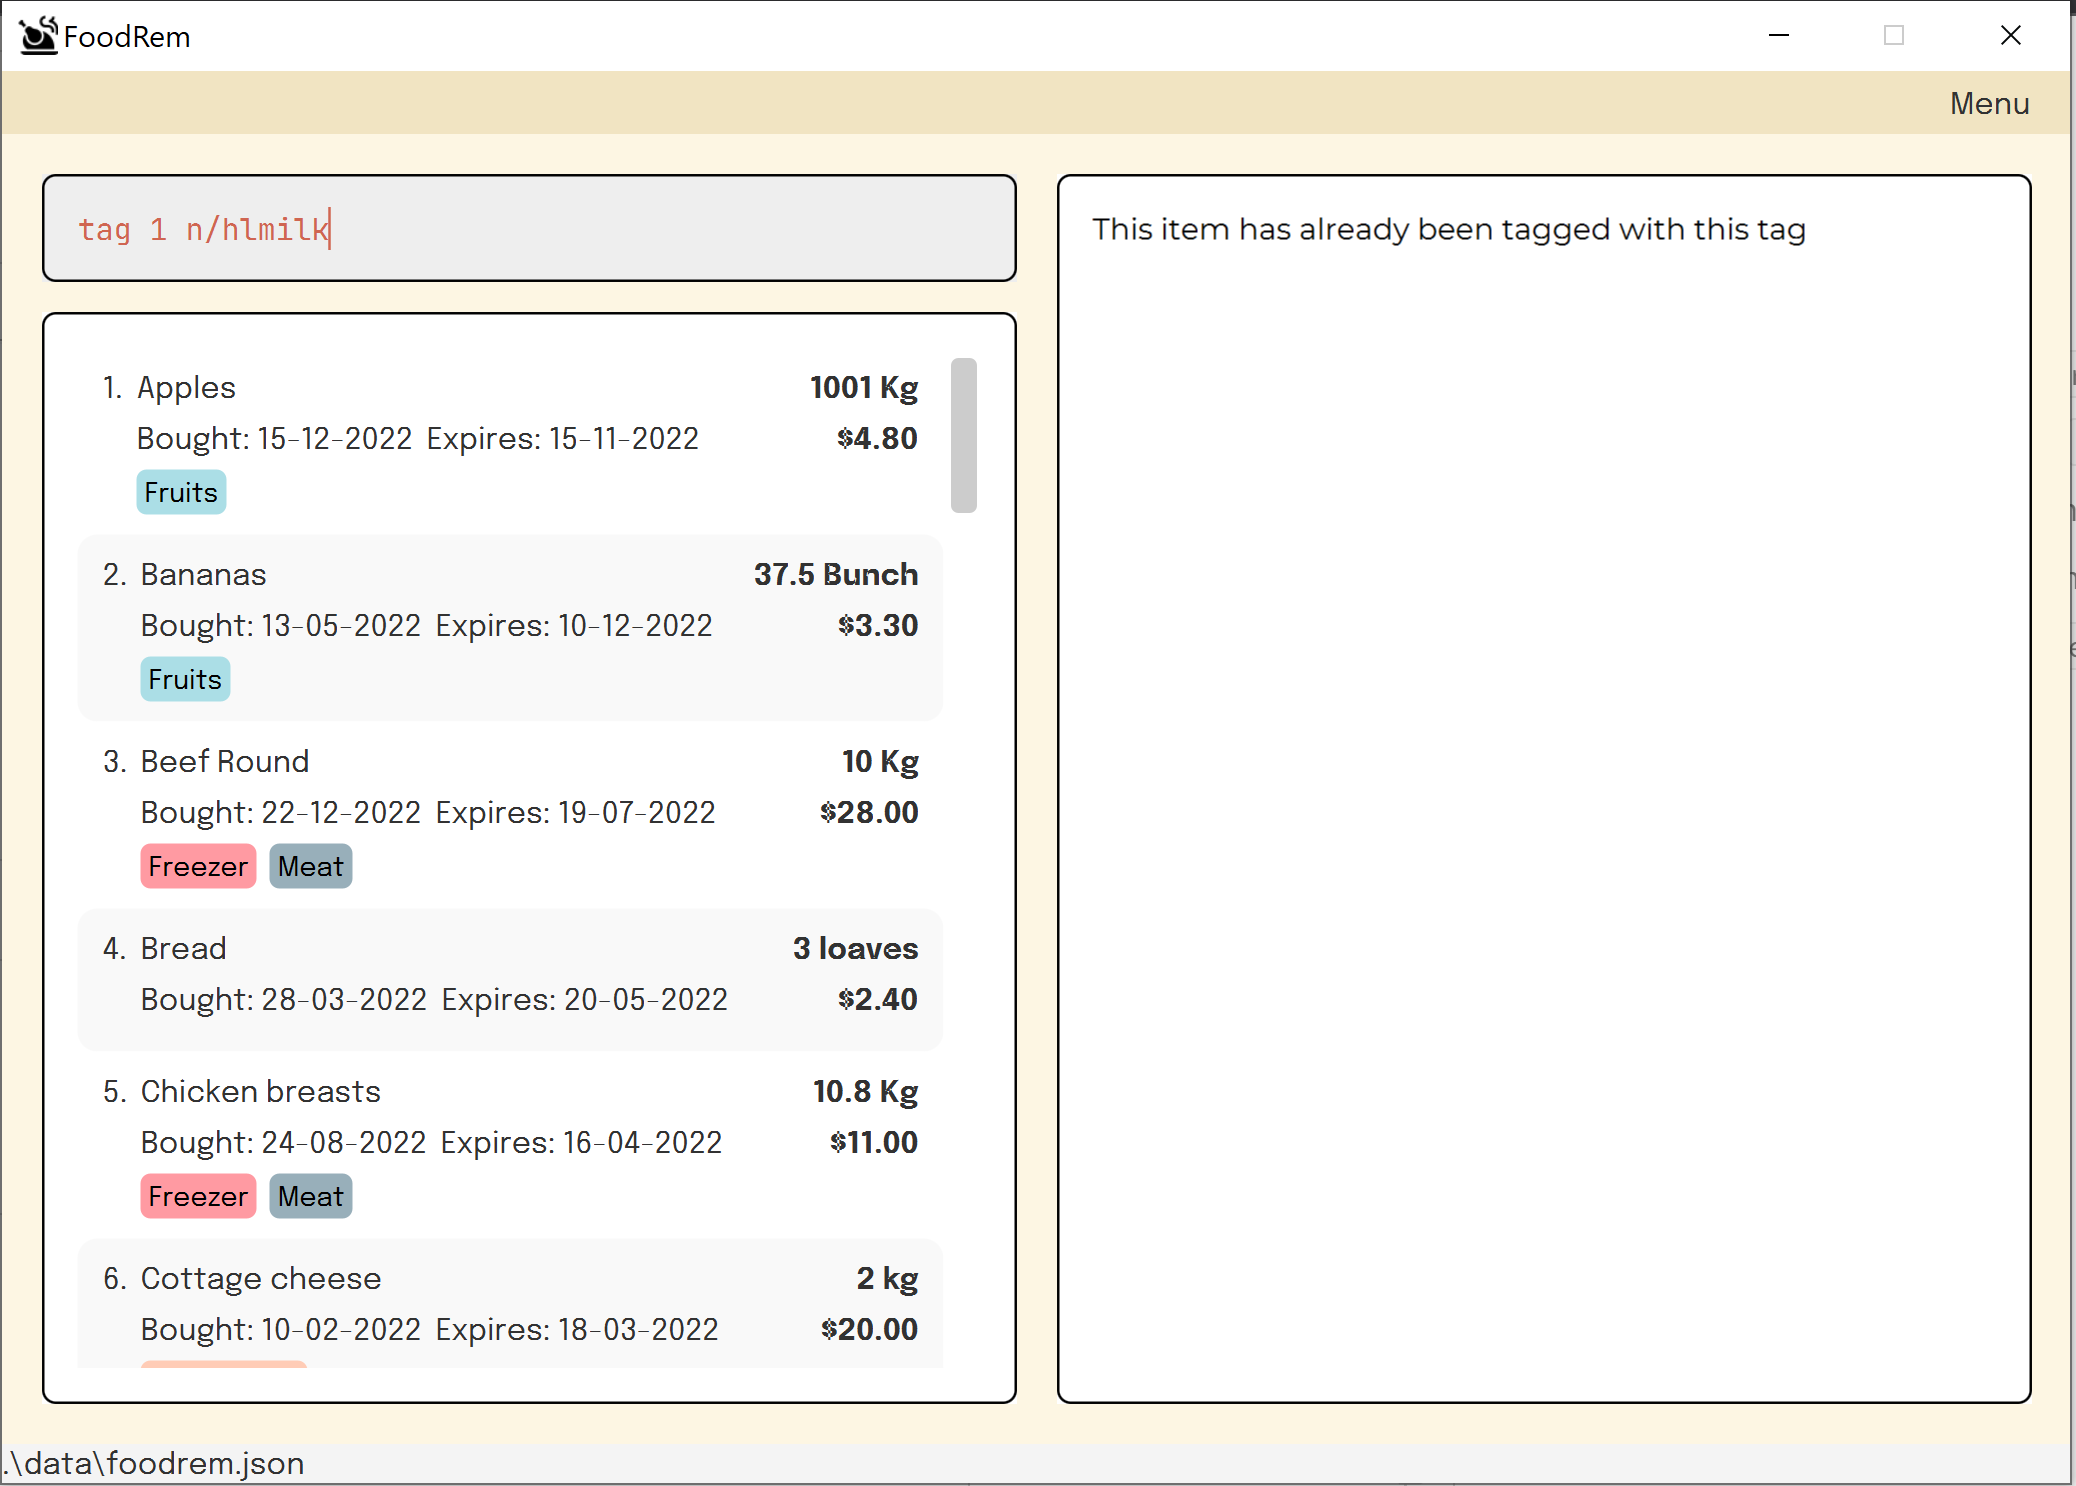 FoodRem
Menu
tag 1 n/hlmilk
This item has already been tagged with this tag
1. Apples 1001 Kg
Bought: 15-12-2022 Expires: 15-11-2022 $4.80
Fruits
2. Bananas 37.5 Bunch
Bought: 13-05-2022 Expires: 10-12-2022 $3.30
Fruits
3. Beef Round 10 Kg
Bought: 22-12-2022 Expires: 19-07-2022 $28.00
Freezer Meat
4. Bread 3 loaves
Bought: 28-03-2022 Expires: 20-05-2022 $2.40
5. Chicken breasts 10.8 Kg
Bought: 24-08-2022 Expires: 16-04-2022 $11.00
Freezer Meat
6. Cottage cheese 2 kg
Bought: 10-02-2022 Expires: 18-03-2022 $20.00
.\data\foodrem.json